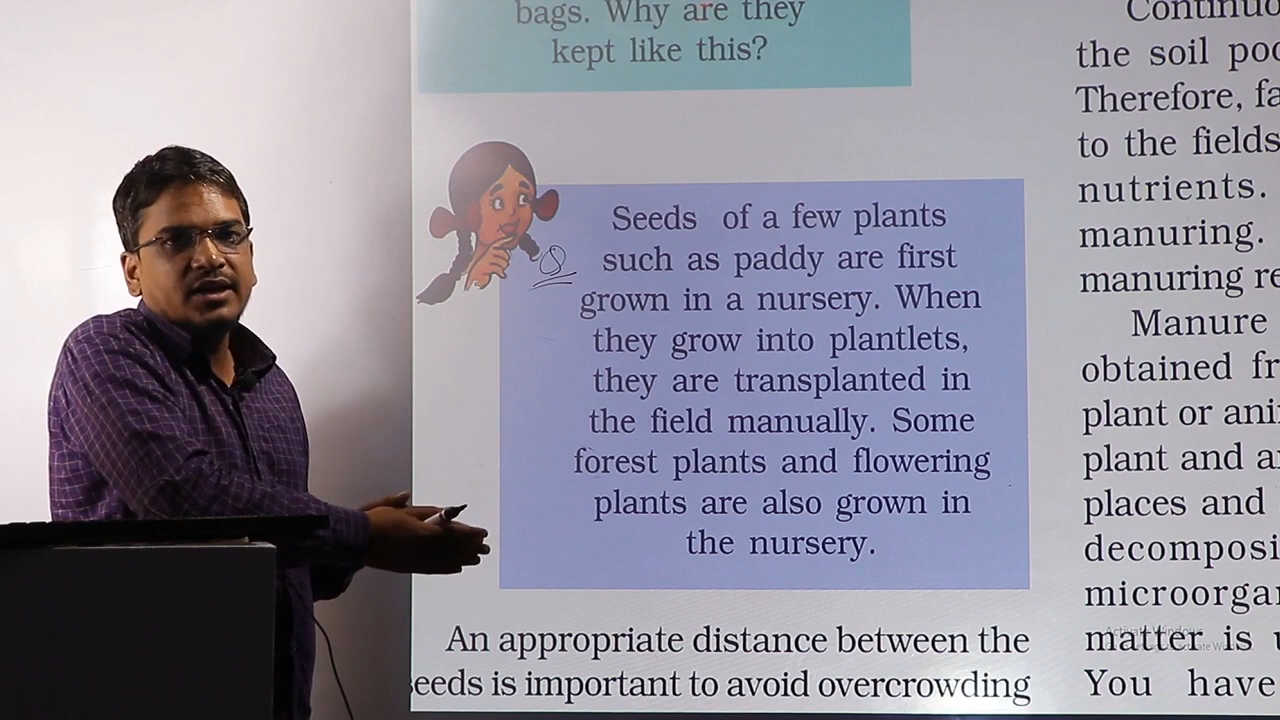 bags. Why are they
kept like this?
Seeds of a few plants
such as paddy are first
grown in a nursery. When
they grow into plantlets,
they are transplanted in
the field manually. Some
forest plants and flowering
plants are also grown in
the nursery.
An appropriate distance between the
seeds is important to avoid overcrowding
the soil
Therefore,
to the fields
nutrients.
manuring.
manuring
Manure
obtained
plant or
plant and
places and
matter is
You have
Activate Windows